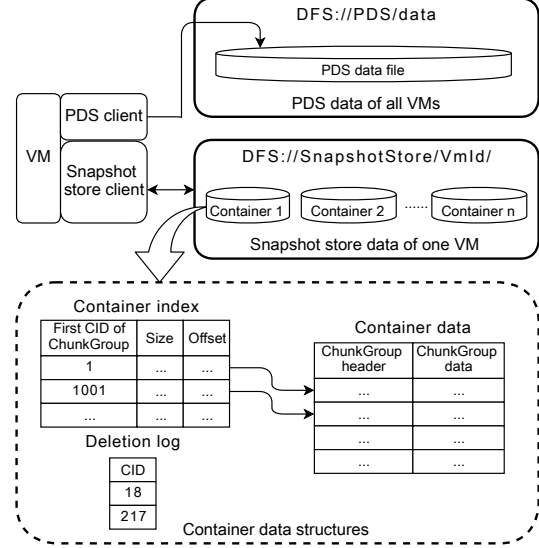 DFS://PDS/data
PDS data file
PDS data of all VMs
VM
PDS client
Snapshot
store client
DFS://SnapshotStore/VmId/
Container 1
Container 2
......
Container n
Snapshot store data of one VM
Container index
First CID of
ChunkGroup
Size
Offset
1
...
...
1001
...
...
...
...
...
Container data
ChunkGroup
header
ChunkGroup
data
...
...
...
...
...
...
...
...
Deletion log
CID
18
217
Container data structures